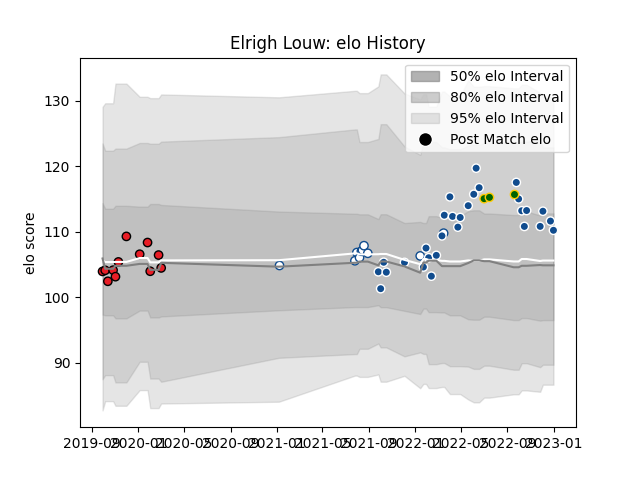 Elrigh Louw: elo History
50% elo Interval
80% elo Interval
95% elo Interval
Post Match elo
elo score
130
120
110
100
90
2019-09 2020-01 2020-05 2020-09 2021-01 2021-05 2021-09 2022-01 2022-05 2022-09 2023-01